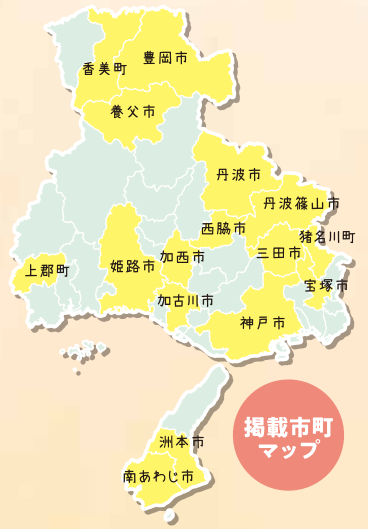 豊岡市
香美町
養父市
丹波市
丹波篠山市
西脇市
猪名川町
三田市
加西市
上郡町
姫路市
宝塚市
加古川市
神戸市
掲載市町
マップ
洲本市
南あわじ市